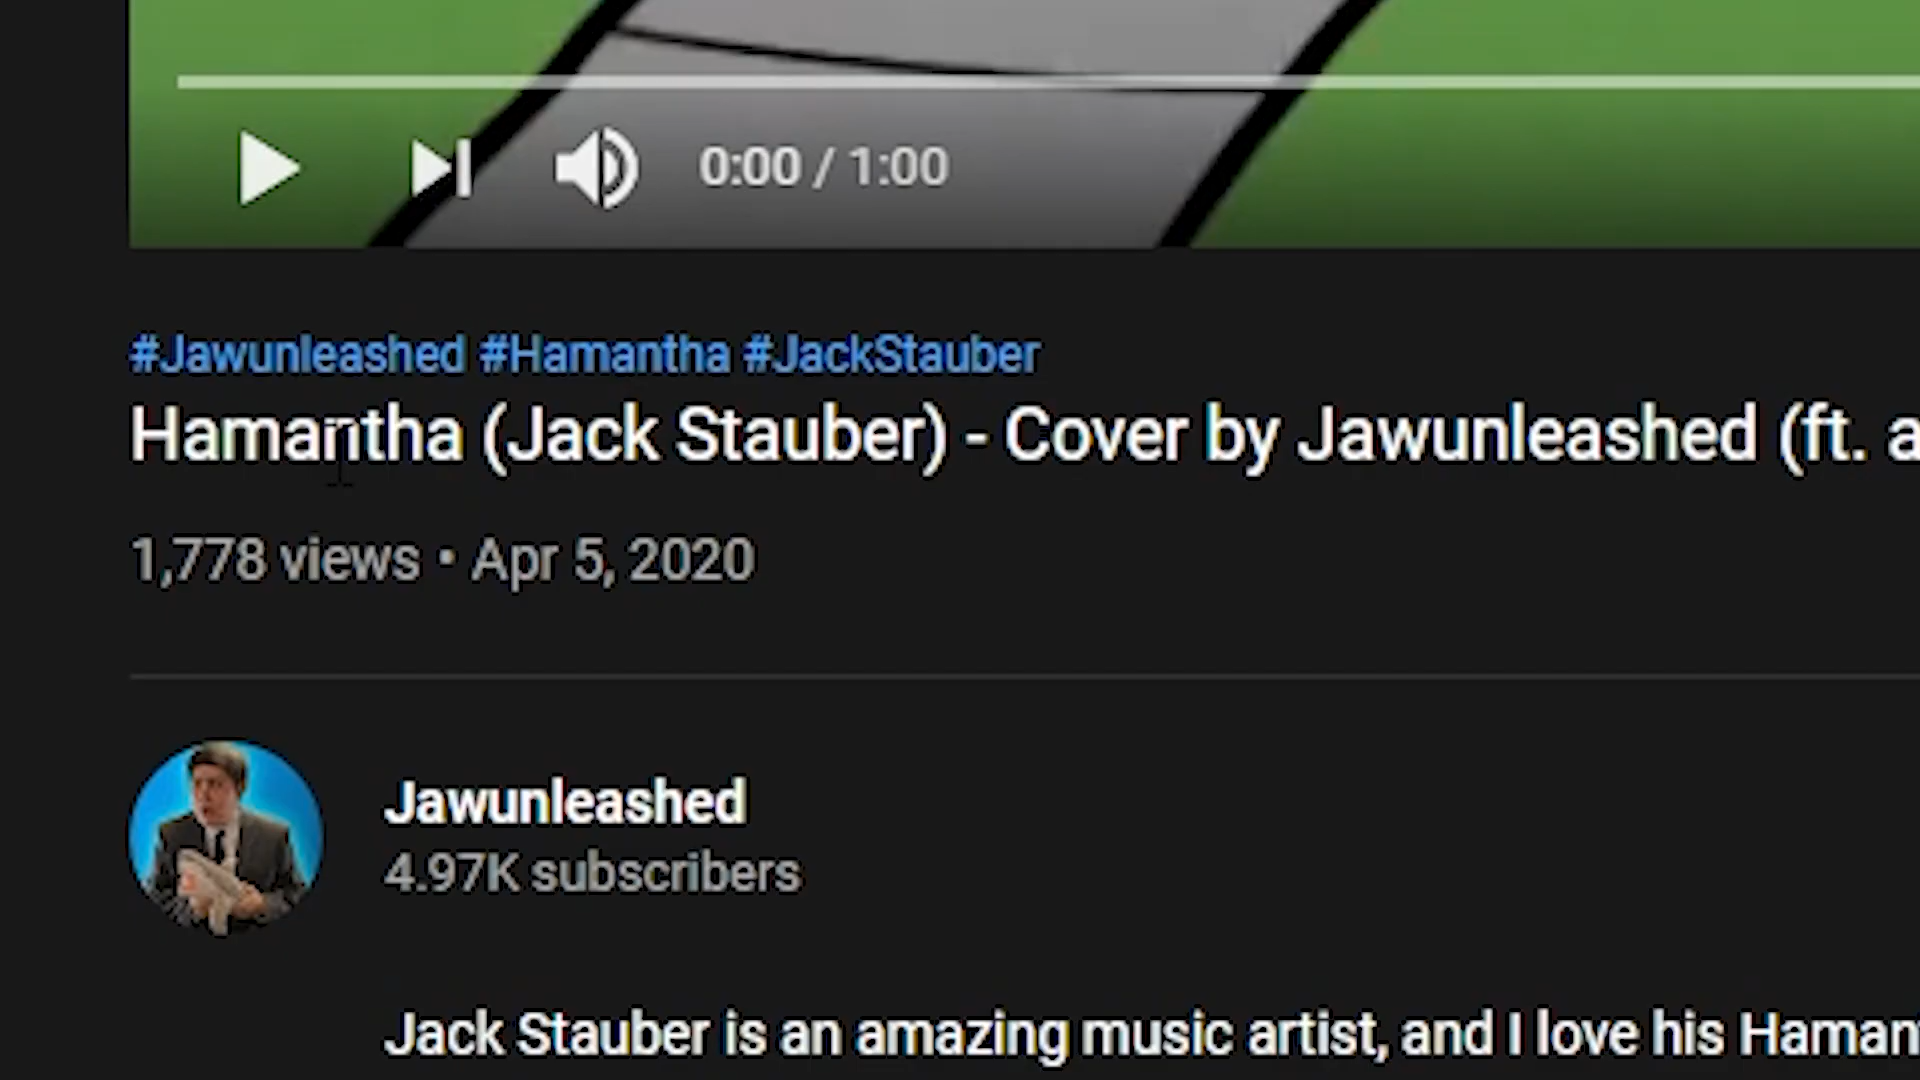 0:00 / 1:00
#Jawunleashed #Hamantha #JackStauber
Hamantha (Jack Stauber) - Cover by Jawunleashed (ft. a
1,778 views • Apr 5, 2020
Jawunleashed
4.97K subscribers
Jack Stauber is an amazing music artist, and I love his Haman